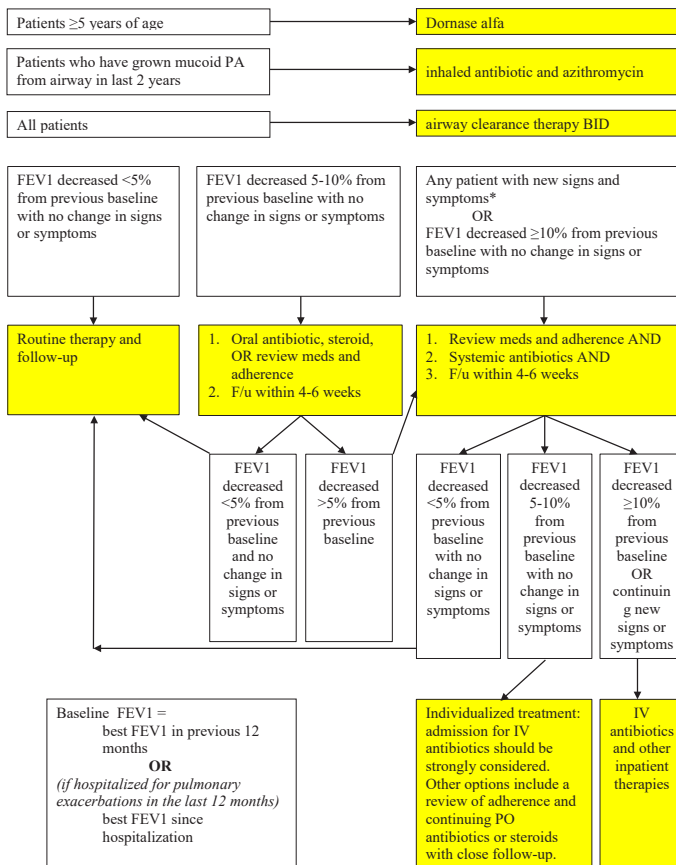 Patients ≥5 years of age
Dornase alfa
Patients who have grown mucoid PA
from airway in last 2 years
inhaled antibiotic and azithromycin
All patients
airway clearance therapy BID
FEV1 decreased <5%
from previous baseline
with no change in signs
or symptoms
FEV1 decreased 5-10% from
previous baseline with no
change in signs or symptoms
Any patient with new signs and
symptoms*
OR
FEV1 decreased ≥10% from previous
baseline with no change in signs or
symptoms
Routine therapy and
follow-up
1. Oral antibiotic, steroid,
OR review meds and
adherence
2. F/u within 4-6 weeks
1. Review meds and adherence AND
2. Systemic antibiotics AND
3. F/u within 4-6 weeks
FEV1
decreased
<5% from
previous
baseline
and no
change in
signs or
symptoms
FEV1
decreased
>5% from
previous
baseline
FEV1
decreased
<5% from
previous
baseline
with no
change in
signs or
symptoms
FEV1
decreased
5-10%
from
previous
baseline
with no
change in
signs or
symptoms
FEV1
decreased
≥10%
from
previous
baseline
OR
continuin
g new
signs or
symptoms
Baseline FEV1 =
best FEV1 in previous 12
months
OR
(if hospitalized for pulmonary
exacerbations in the last 12 months)
best FEV1 since
hospitalization
Individualized treatment:
admission for IV
antibiotics should be
strongly considered.
Other options include a
review of adherence and
continuing PO
antibiotics or steroids
with close follow-up.
IV
antibiotics
and other
inpatient
therapies